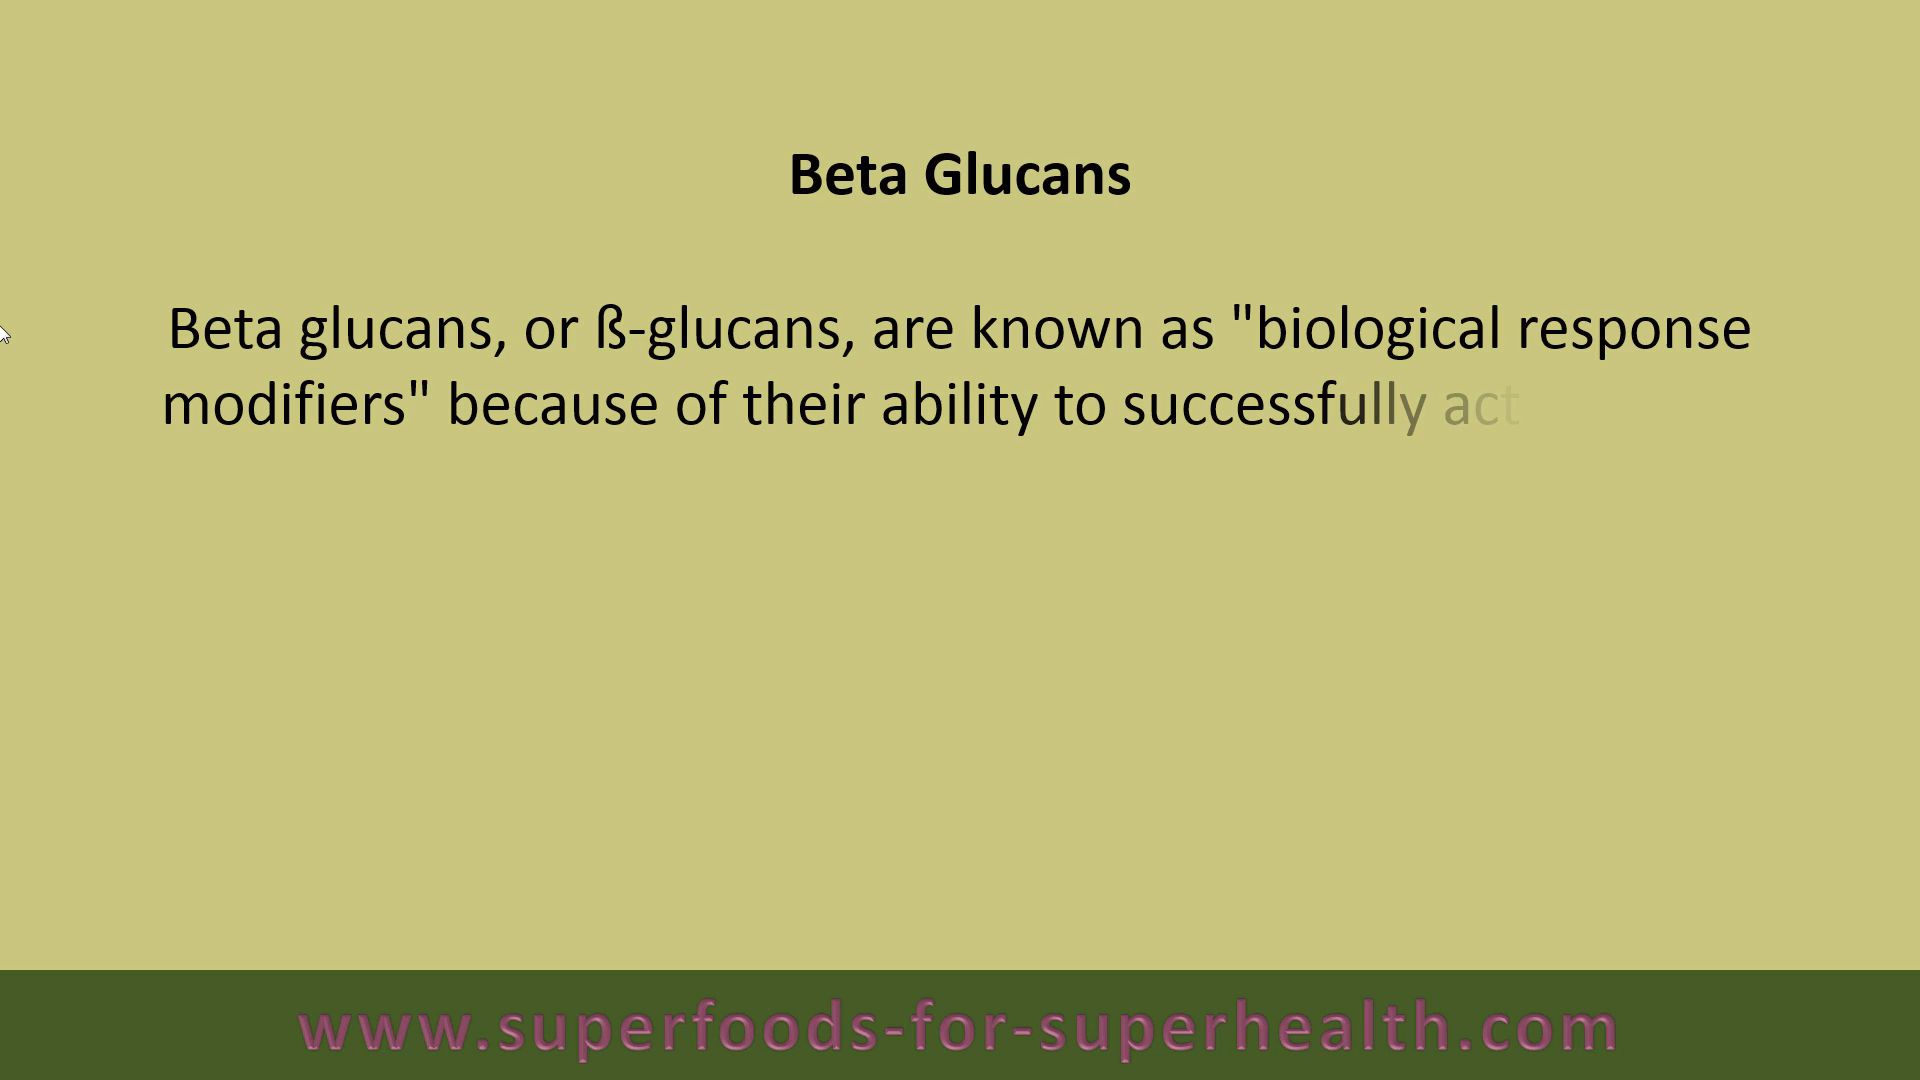 Beta Glucans
Beta glucans, or ß-glucans, are known as "biological response
modifiers" because of their ability to successfully act
www.superfoods-for-superhealth.com